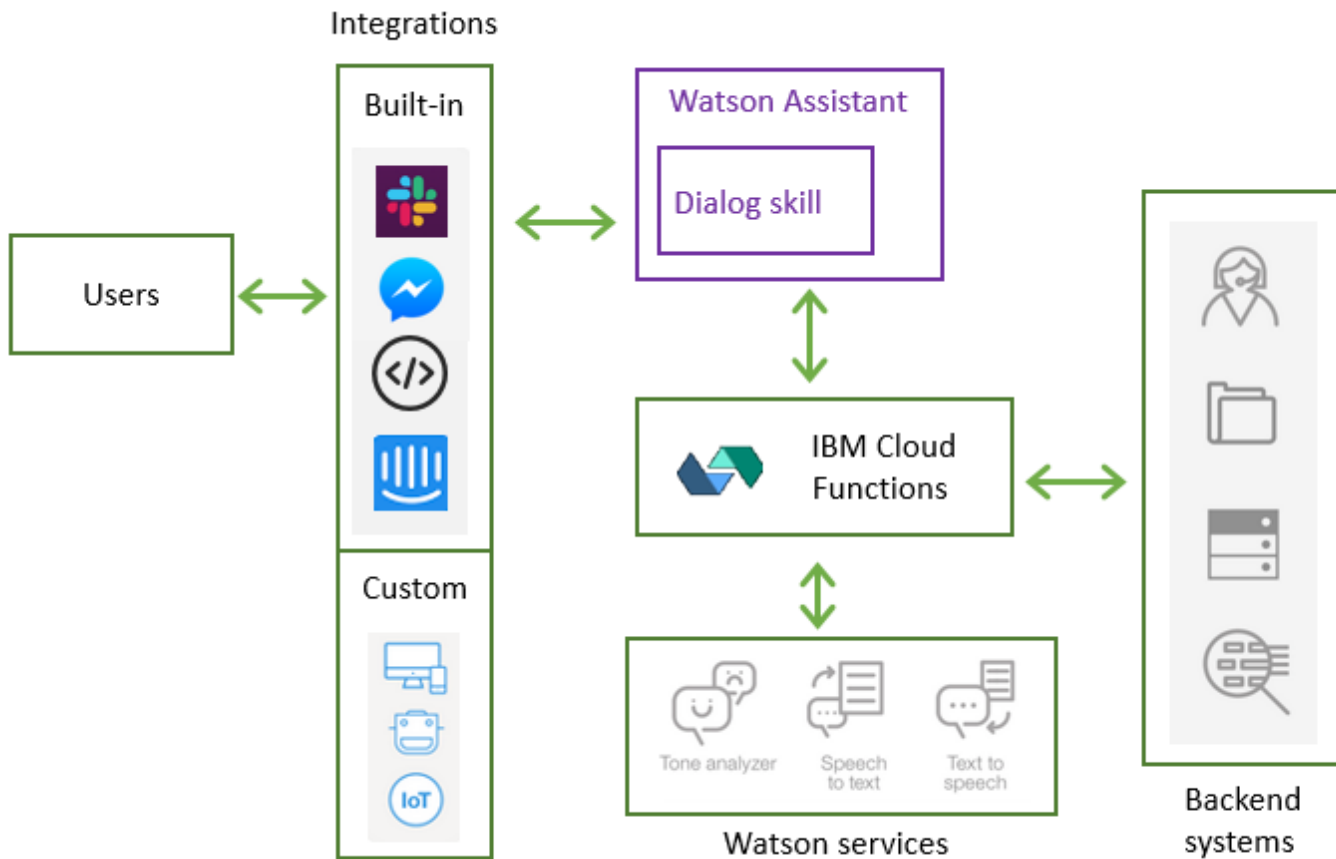 Integrations
Built-in
Users
</>
Custom
IoT
Watson Assistant
Dialog skill
IBM Cloud
Functions
Tone analyzer
Speech
to text
Text to
speech
Watson services
Backend
systems